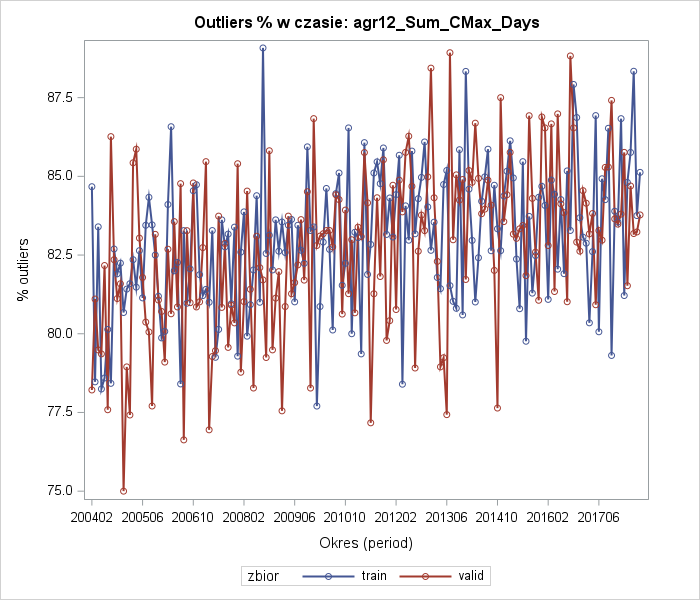 Outliers % w czasie: agr12_Sum_CMax_Days
% outliers
87.5
85.0
82.5
80.0
77.5
75.0
200402 200506 200610 200802 200906 201010 201202 201306 201410 201602 201706
Okres (period)
zbior train valid